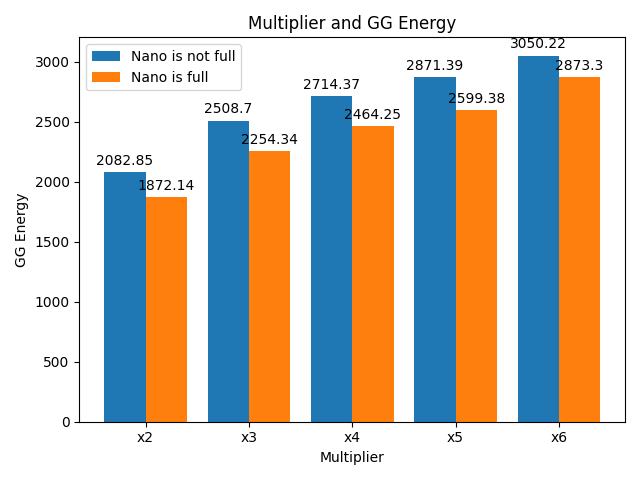 Multiplier and GG Energy
Nano is not full
Nano is full
GG Energy
3000
2500
2000
1500
1000
500
0
2082.85
1872.14
2508.7
2254.34
2714.37
2464.25
2871.39
2599.38
3050.22
2873.3
x2 x3 x4 x5 x6
Multiplier